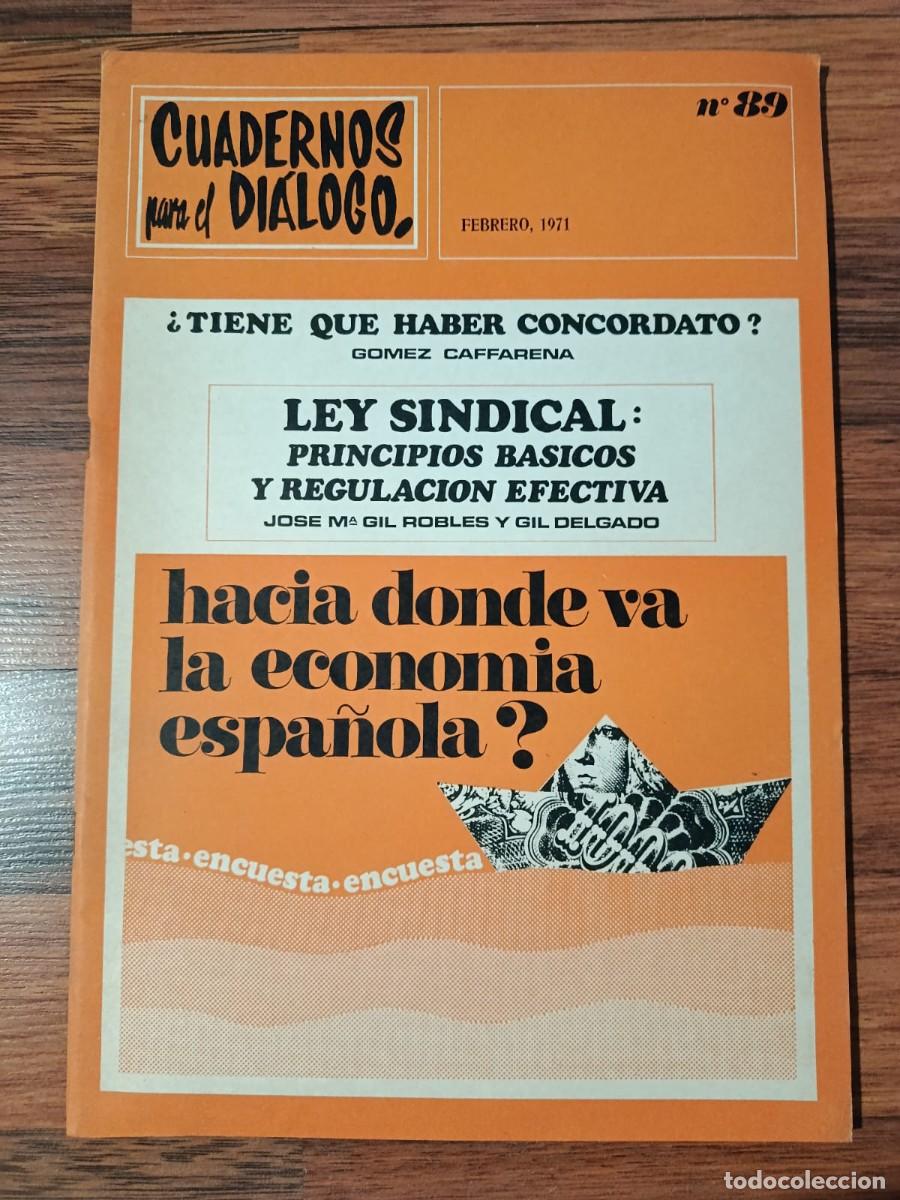 CUADERNOS
para el DIÁLOGO.
nº 89
FEBRERO, 1971
¿TIENE QUE HABER CONCORDATO?
GOMEZ CAFFARENA
LEY SINDICAL:
PRINCIPIOS BASICOS
Y REGULACION EFECTIVA
JOSE Mª GIL ROBLES Y GIL DELGADO
hacia donde va
la economia
española?
esta·encuesta·encuesta
todocoleccion